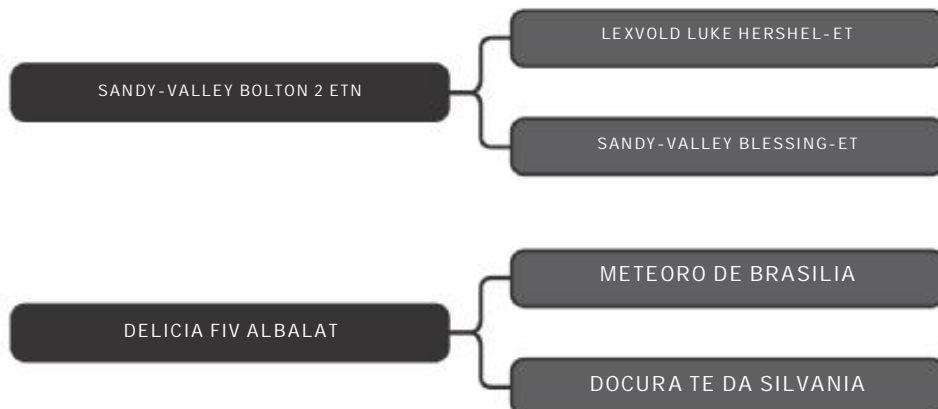 LEXVOLD LUKE HERSHEL-ET
SANDY-VALLEY BOLTON 2 ETN
SANDY-VALLEY BLESSING-ET
METEORO DE BRASILIA
DELICIA FIV ALBALAT
DOCURA TE DA SILVANIA